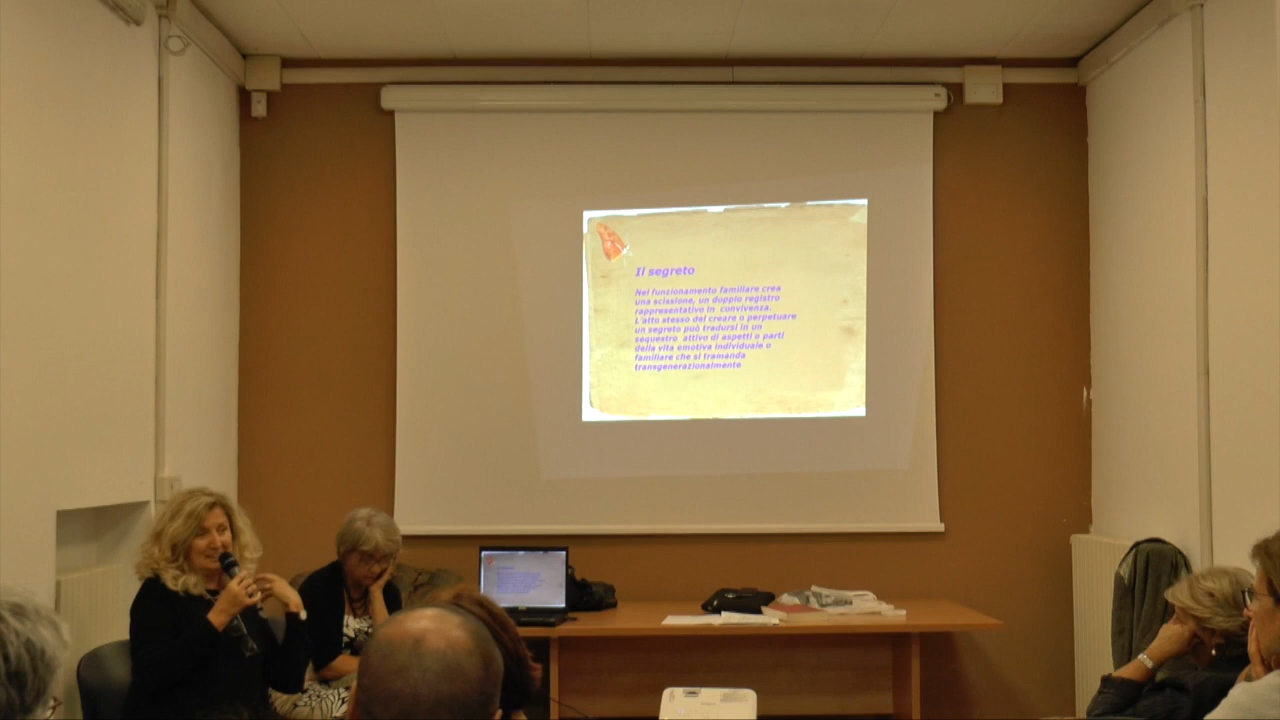 Il segreto
Nel funzionamento familiare crea
una scissione, un doppio registro
rappresentativo in convivenza.
L'atto stesso del creare o perpetuare
un segreto può tradursi in un
sequestro attivo di aspetti o parti
della vita emotiva individuale o
familiare che si tramanda
transgenerazionalmente